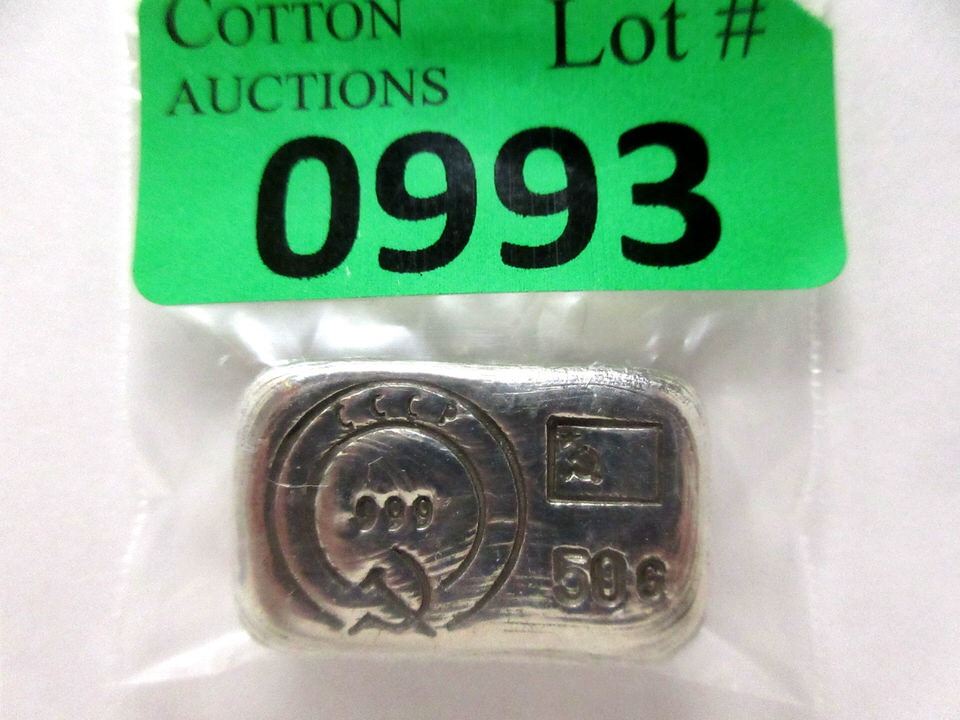 COTTON
AUCTIONS
Lot #
0993
СССР
999
50 G